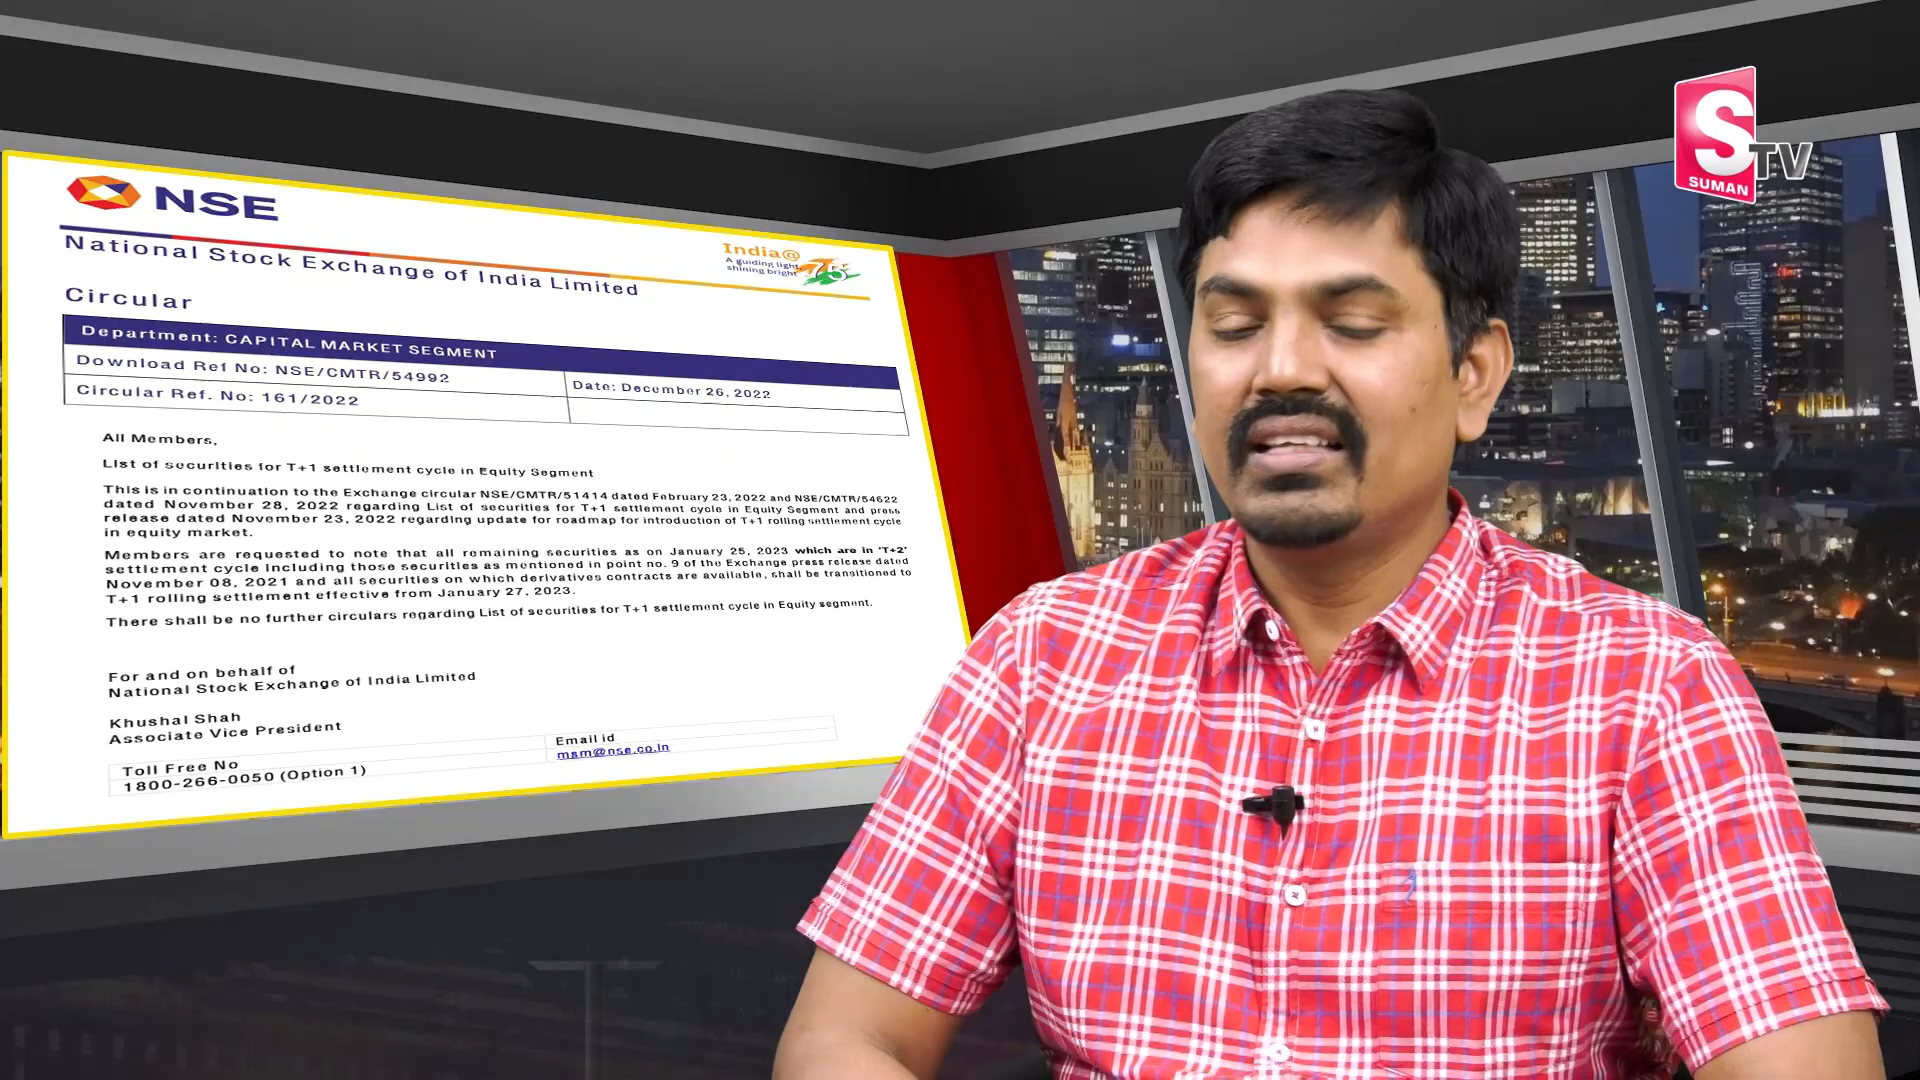 NSE
National Stock Exchange of India Limited
India@75
A guiding light
shining bright
Circular
Department: CAPITAL MARKET SEGMENT
Download Ref No: NSE/CMTR/54992
Date: December 26, 2022
Circular Ref. No: 161/2022
All Members,
List of securities for T+1 settlement cycle in Equity Segment
This is in continuation to the Exchange circular NSE/CMTR/51414 dated February 23, 2022 and NSE/CMTR/54622
dated November 28, 2022 regarding List of securities for T+1 settlement cycle in Equity Segment and press
release dated November 23, 2022 regarding update for roadmap for introduction of T+1 rolling settlement cycle
in equity market.
Members are requested to note that all remaining securities as on January 25, 2023 which are in 'T+2'
settlement cycle including those securities as mentioned in point no. 9 of the Exchange press release dated
November 08, 2021 and all securities on which derivatives contracts are available, shall be transitioned to
T+1 rolling settlement effective from January 27, 2023.
There shall be no further circulars regarding List of securities for T+1 settlement cycle in Equity segment.
For and on behalf of
National Stock Exchange of India Limited
Khushal Shah
Associate Vice President
Toll Free No
Email id
1800-266-0050 (Option 1)
msm@nse.co.in
S TV
SUMAN